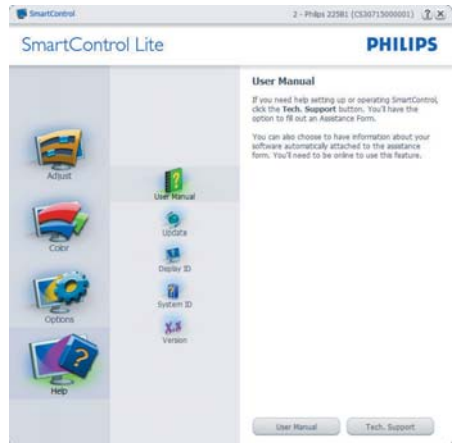 SmartControl
2 - Philips 225B1 (CS30715000001)
?
X
SmartControl Lite
PHILIPS
Adjust
Color
Options
Help
User Manual
Update
Display ID
System ID
X.x
Version
User Manual
If you need help setting up or operating SmartControl,
click the Tech. Support button. You'll have the
option to fill out an Assistance Form.
You can also choose to have information about your
software automatically attached to the assistance
form. You'll need to be online to use this feature.
User Manual
Tech. Support